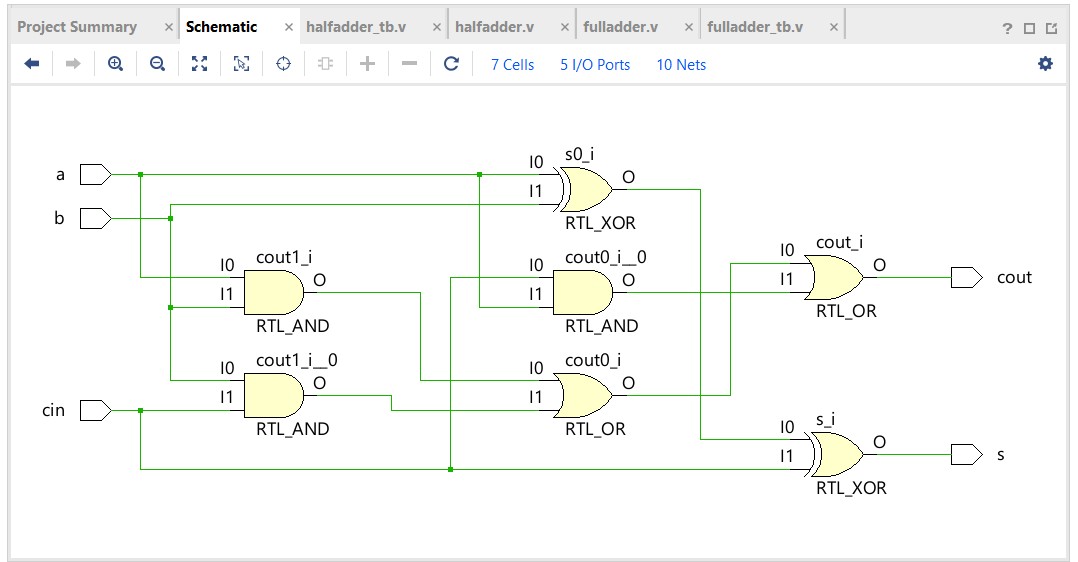 Project Summary × Schematic × halfadder_tb.v × halfadder.v × fulladder.v × fulladder_tb.v × ?
7 Cells 5 I/O Ports 10 Nets
s0_i
I0
a
O
I1
b
RTL_XOR
cout_i
cout1_i
cout0_i__0
I0
I0
I0
O
cout
O
O
I1
I1
I1
RTL_OR
RTL_AND
RTL_AND
cout1_i__0
cout0_i
I0
I0
O
O
I1
I1
cin
s_i
I0
RTL_AND
RTL_OR
O
s
I1
RTL_XOR